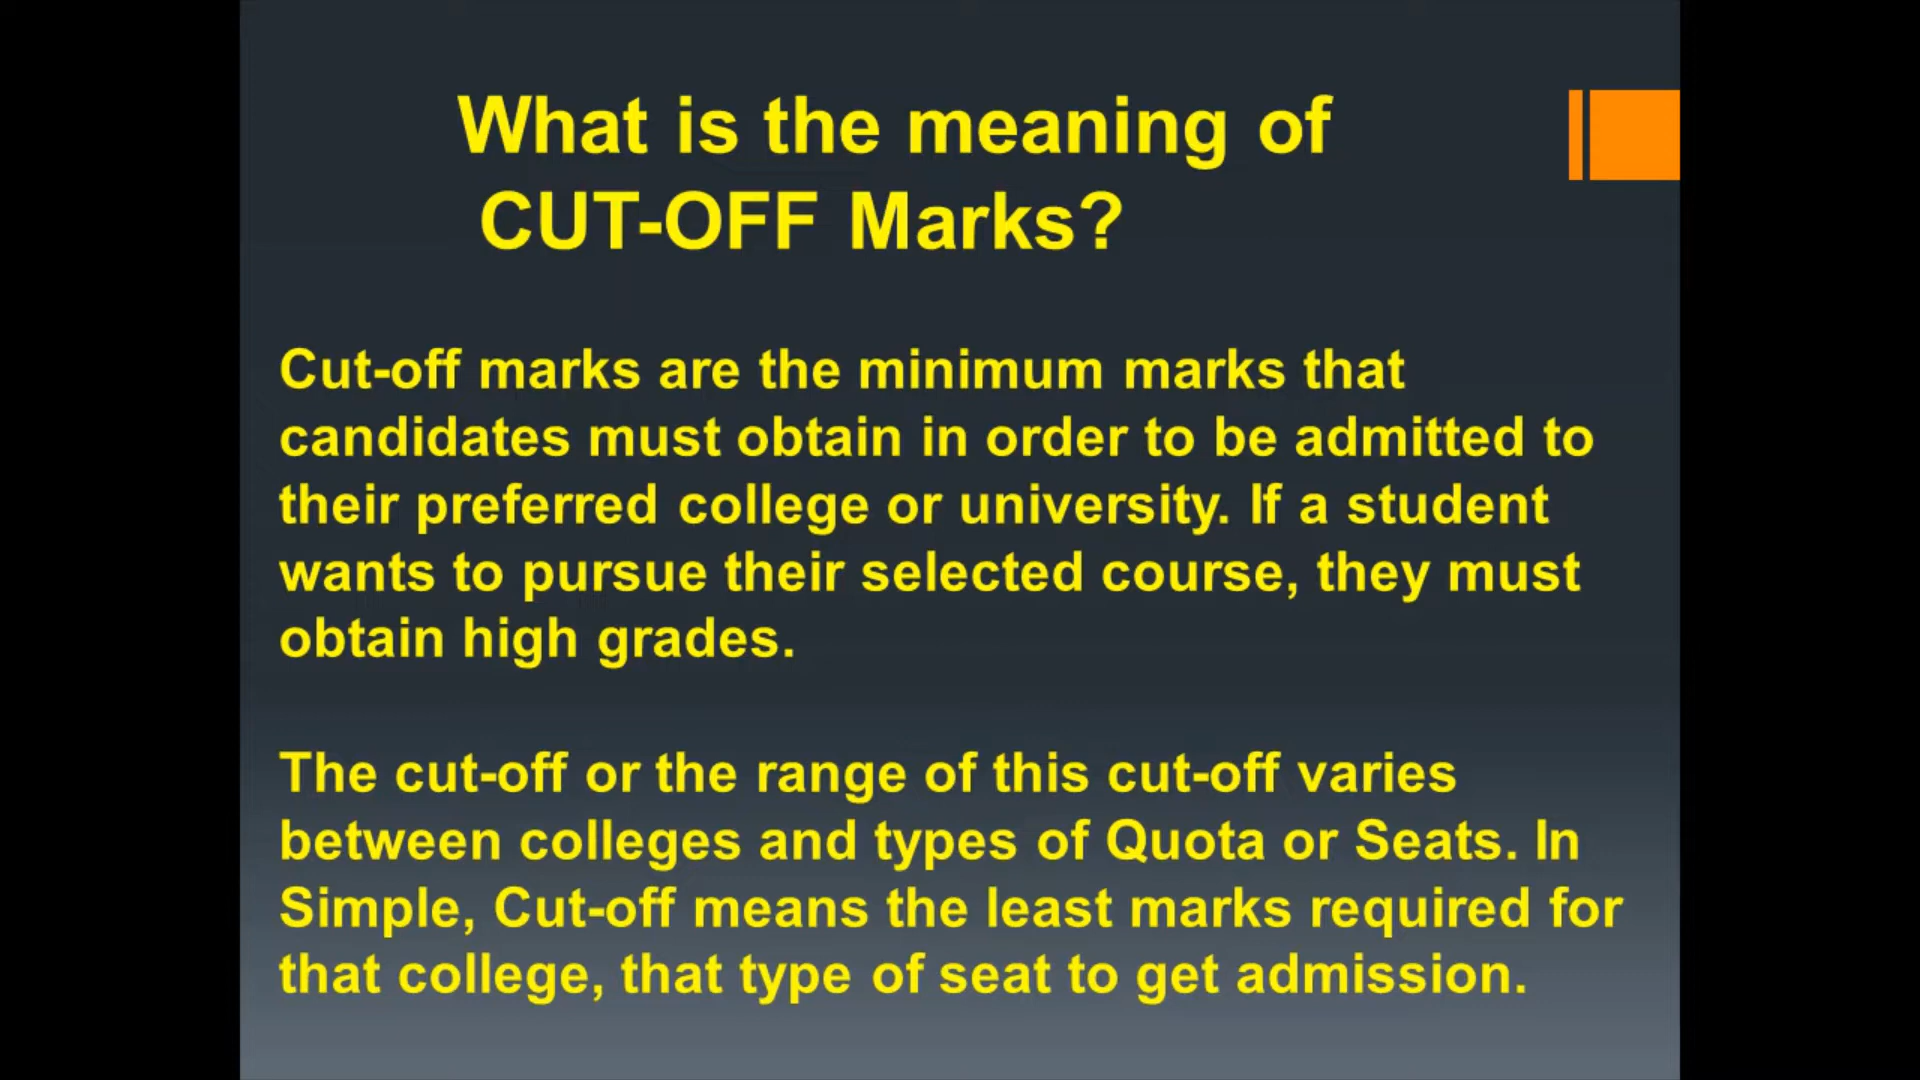 What is the meaning of
CUT-OFF Marks?
Cut-off marks are the minimum marks that
candidates must obtain in order to be admitted to
their preferred college or university. If a student
wants to pursue their selected course, they must
obtain high grades.
The cut-off or the range of this cut-off varies
between colleges and types of Quota or Seats. In
Simple, Cut-off means the least marks required for
that college, that type of seat to get admission.